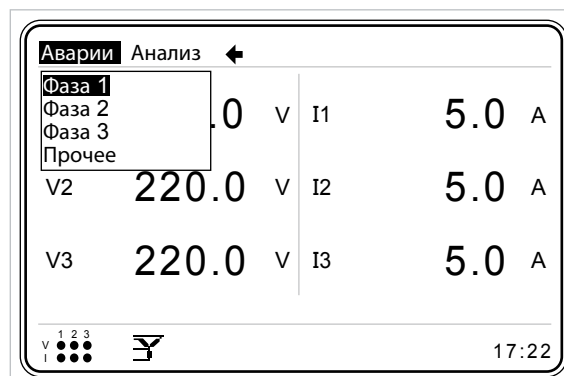 Аварии Анализ
Фаза 1
Фаза 2
Фаза 3
Прочее
.0 V I1 5.0 A
V2 220.0 V I2 5.0 A
V3 220.0 V I3 5.0 A
1 2 3
V
I
17:22